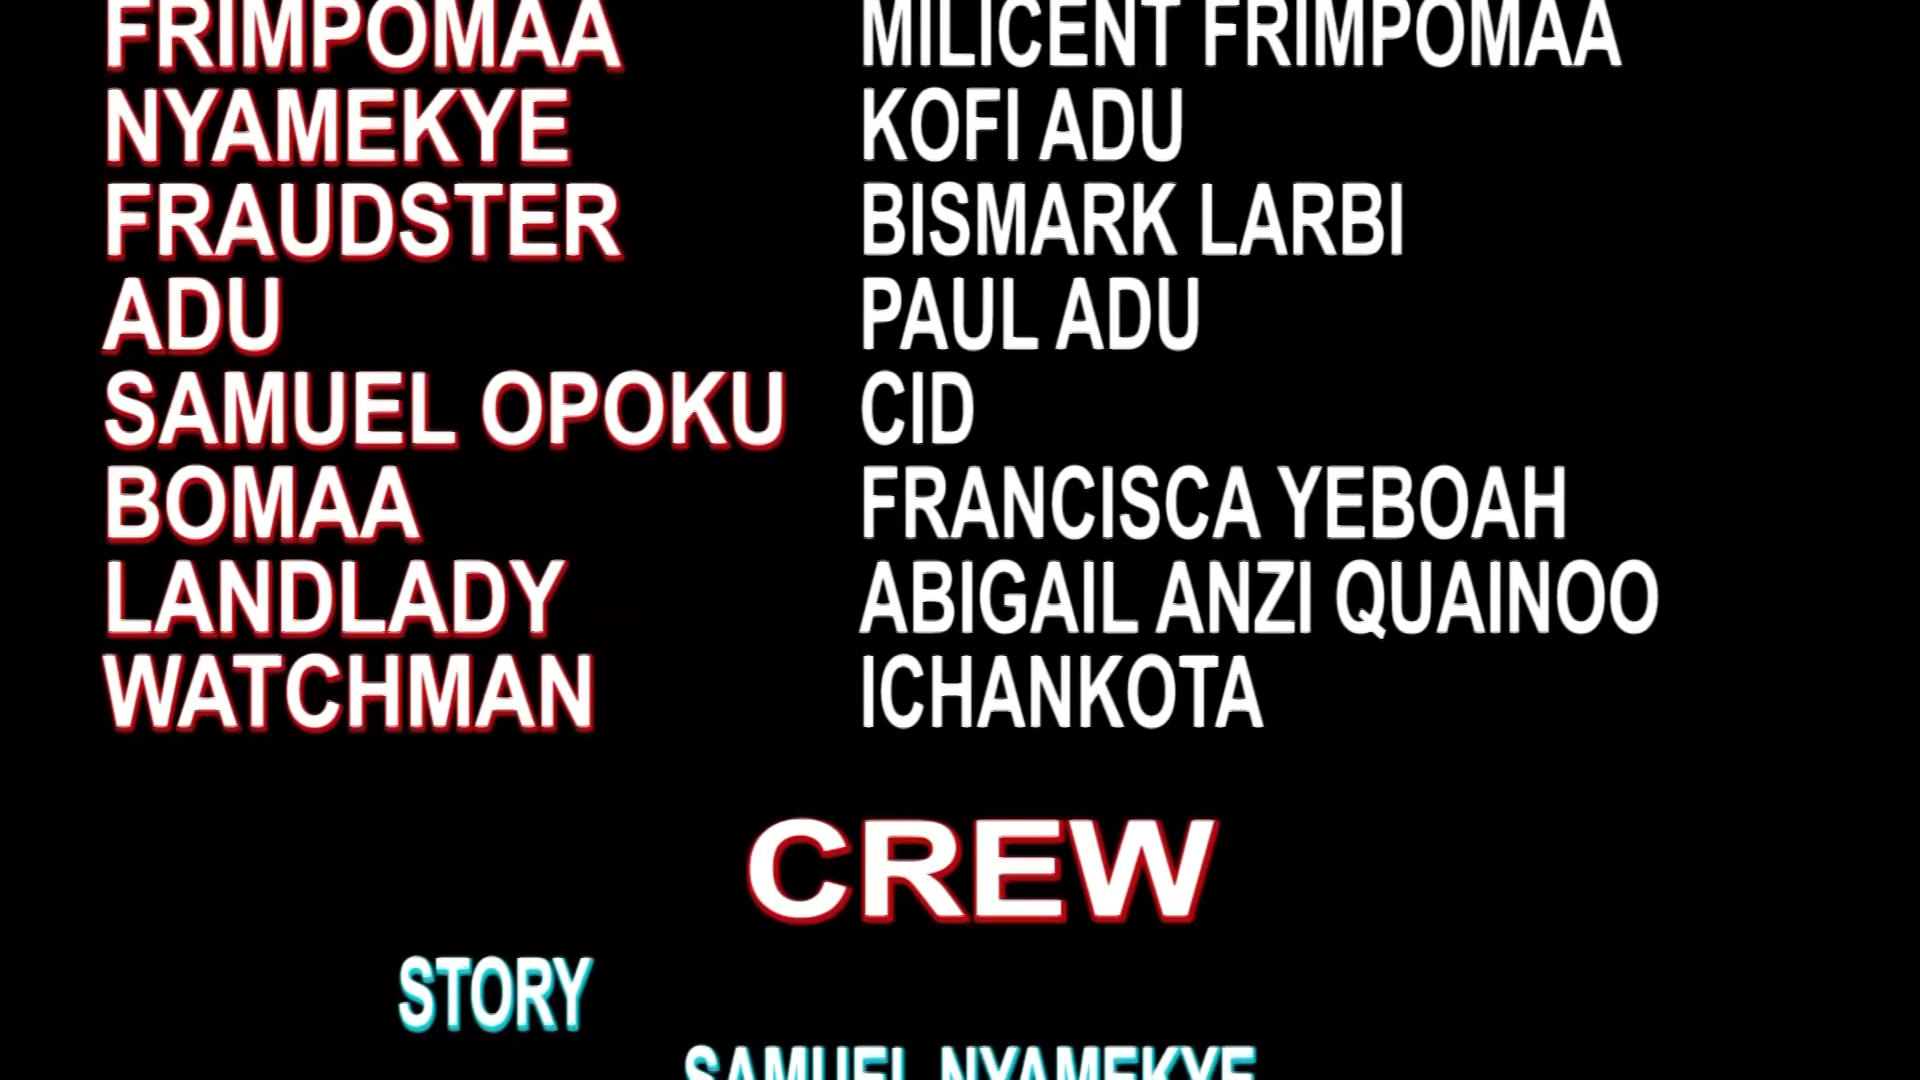 FRIMPOMAA MILICENT FRIMPOMAA
NYAMEKYE KOFI ADU
FRAUDSTER BISMARK LARBI
ADU PAUL ADU
SAMUEL OPOKU CID
BOMAA FRANCISCA YEBOAH
LANDLADY ABIGAIL ANZI QUAINOO
WATCHMAN ICHANKOTA
CREW
STORY
SAMUEL NYAMEKYE